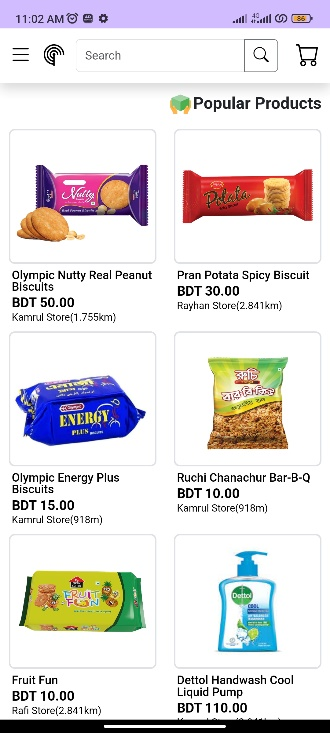 11:02 AM
4G
86
Search
Popular Products
Nutty
Potata
Olympic Nutty Real Peanut
Biscuits
BDT 50.00
Kamrul Store(1.755km)
Pran Potata Spicy Biscuit
BDT 30.00
Rayhan Store(2.841km)
ENERGY
PLUS
রুচি
বার-বি-কিউ
Olympic Energy Plus
Biscuits
BDT 15.00
Kamrul Store(918m)
Ruchi Chanachur Bar-B-Q
BDT 10.00
Kamrul Store(918m)
FRUIT
FUN
Dettol
COOL
Fruit Fun
BDT 10.00
Rafi Store(2.841km)
Dettol Handwash Cool
Liquid Pump
BDT 110.00